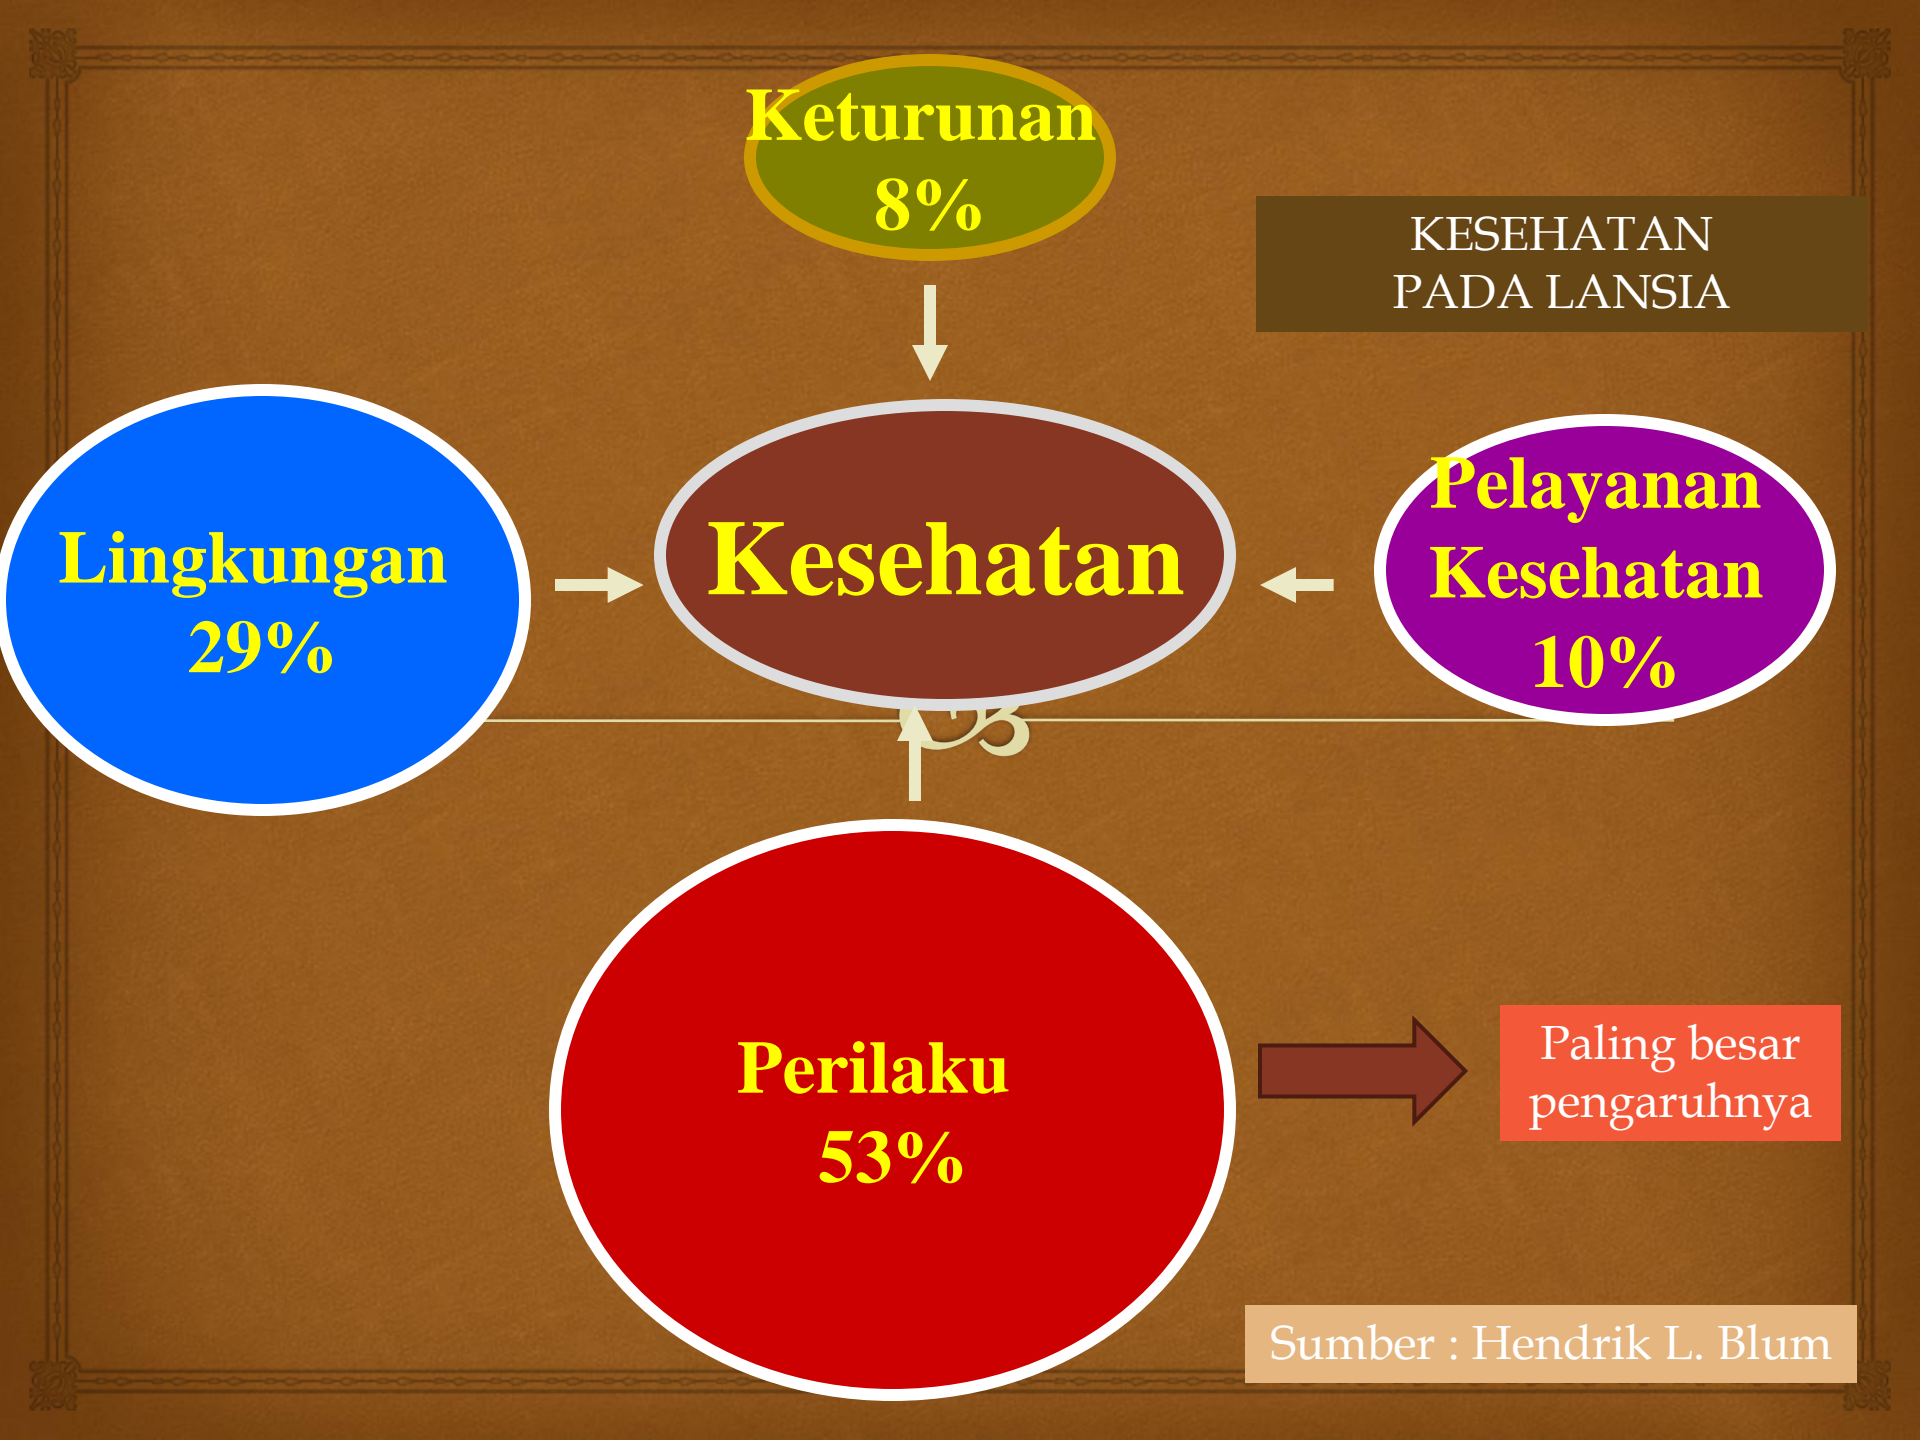 Keturunan
8%
KESEHATAN
PADA LANSIA
Lingkungan
29%
Kesehatan
Pelayanan
Kesehatan
10%
Perilaku
53%
Paling besar
pengaruhnya
Sumber : Hendrik L. Blum